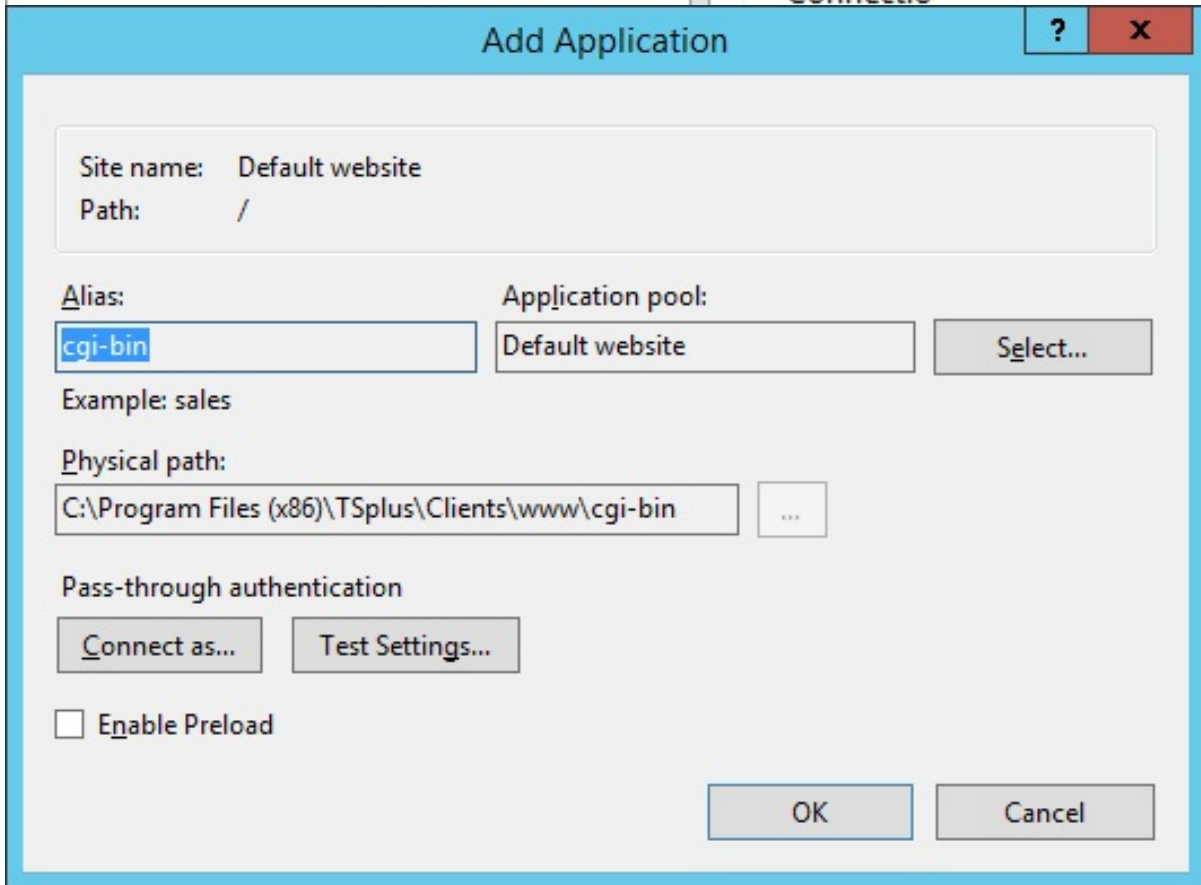 Add Application
?
x
Site name: Default website
Path: /
Alias:
Application pool:
cgi-bin
Default website
Select...
Example: sales
Physical path:
C:\Program Files (x86)\TSplus\Clients\www\cgi-bin
...
Pass-through authentication
Connect as...
Test Settings...
Enable Preload
OK
Cancel